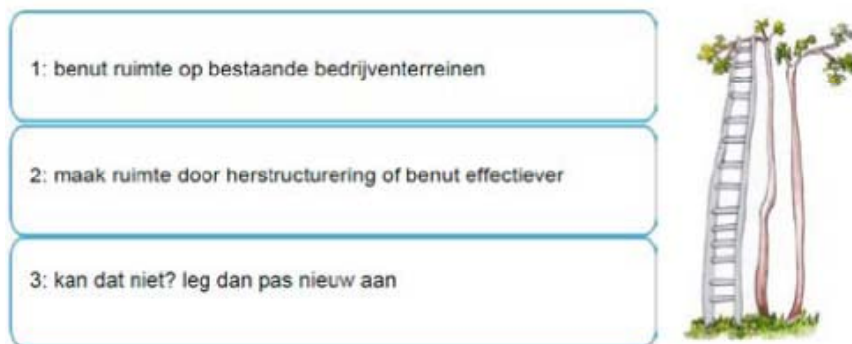 1: benut ruimte op bestaande bedrijventerreinen
2: maak ruimte door herstructurering of benut effectiever
3: kan dat niet? leg dan pas nieuw aan